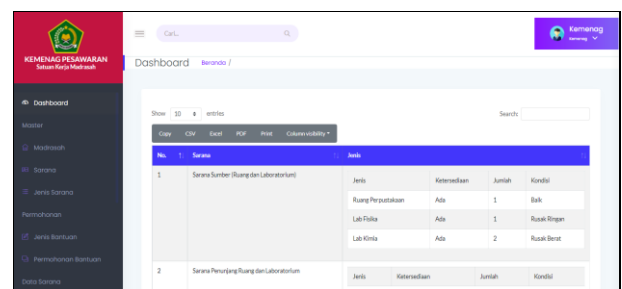 KEMENAG PESAWARAN
Satuan Kerja Madrasah
Cari...
Kemenag
Kemenag
Dashboard Beranda /
Dashboard
Master
Madrasah
Sarana
Jenis Sarana
Permohonan
Jenis Bantuan
Permohonan Bantuan
Data Sarana
Show 10 entries Search:
Copy CSV Excel PDF Print Column visibility
No. Sarana Jenis
1 Sarana Sumber (Ruang dan Laboratorium)
Jenis Ketersediaan Jumlah Kondisi
Ruang Perpustakaan Ada 1 Baik
Lab Fisika Ada 1 Rusak Ringan
Lab Kimia Ada 2 Rusak Berat
2 Sarana Penunjang Ruang dan Laboratorium
Jenis Ketersediaan Jumlah Kondisi